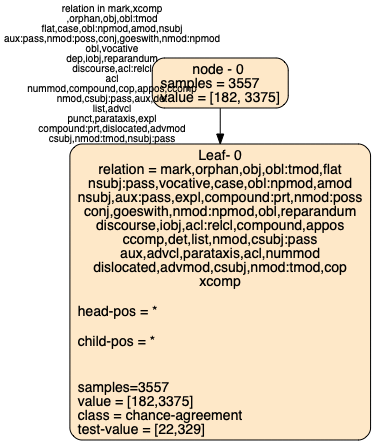 relation in mark,xcomp
,orphan,obj,obl:tmod
flat,case,obl:npmod,amod,nsubj
aux:pass,nmod:poss,conj,goeswith,nmod:npmod
obl,vocative
dep,iobj,reparandum
discourse,acl:relcl
acl
nummod,compound,cop,appos,ccomp
nmod,csubj:pass,aux,det
list,advcl
punct,parataxis,expl
compound:prt,dislocated,advmod
csubj,nmod:tmod,nsubj:pass
node - 0
samples = 3557
value = [182, 3375]
Leaf- 0
relation = mark,orphan,obj,obl:tmod,flat
nsubj:pass,vocative,case,obl:npmod,amod
nsubj,aux:pass,expl,compound:prt,nmod:poss
conj,goeswith,nmod:npmod,obl,reparandum
discourse,iobj,acl:relcl,compound,appos
ccomp,det,list,nmod,csubj:pass
aux,advcl,parataxis,acl,nummod
dislocated,advmod,csubj,nmod:tmod,cop
xcomp
head-pos = *
child-pos = *
samples=3557
value = [182,3375]
class = chance-agreement
test-value = [22,329]